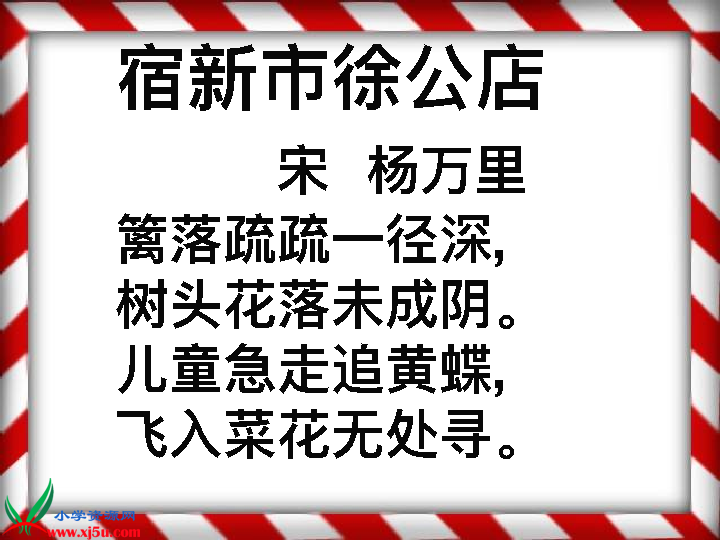 宿新市徐公店
宋 杨万里
篱落疏疏一径深,
树头花落未成阴。
儿童急走追黄蝶,
飞入菜花无处寻。
小学资源网
www.xj5u.com